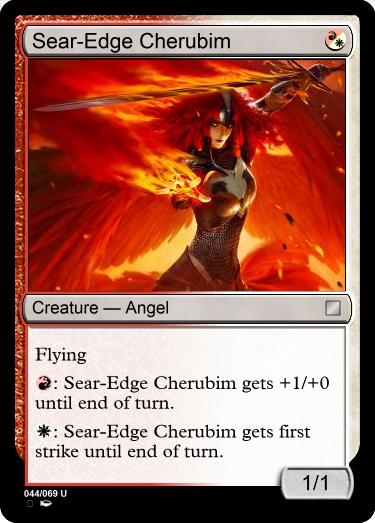 Sear-Edge Cherubim
Creature — Angel
Flying
: Sear-Edge Cherubim gets +1/+0
until end of turn.
: Sear-Edge Cherubim gets first
strike until end of turn.
1/1
044/069 U